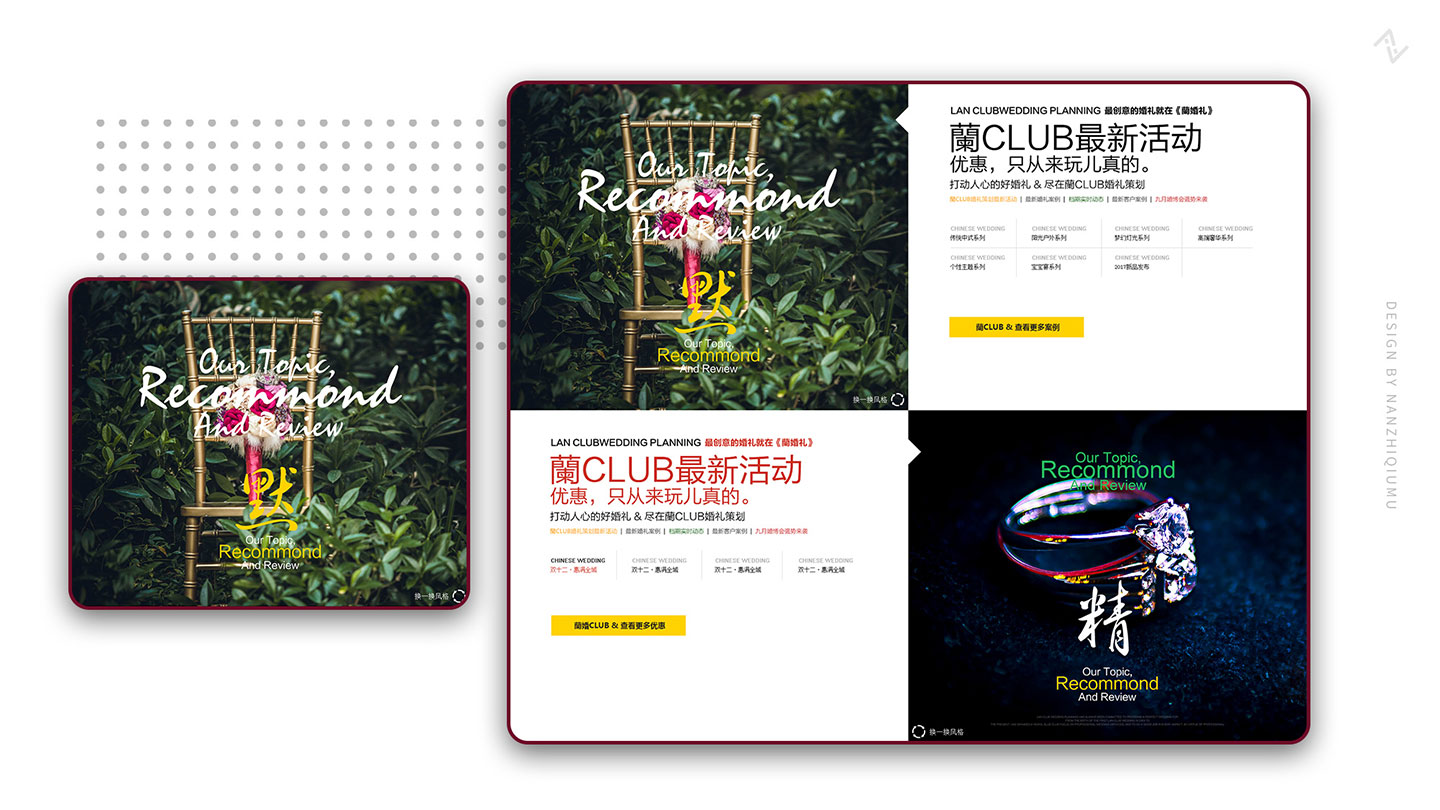 Our Topic,
Recommond
And Review
默
Our Topic,
Recommond
And Review
换一换风格
Our Topic,
Recommond
And Review
默
Our Topic,
Recommond
And Review
换一换风格
LAN CLUBWEDDING PLANNING 最创意的婚礼就在《蘭婚礼》
蘭CLUB最新活动
优惠，只从来玩儿真的。
打动人心的好婚礼 & 尽在蘭CLUB婚礼策划
蘭CLUB婚礼策划最新活动 | 最新婚礼案例 | 档期实时动态 | 最新客户案例 | 九月婚博会强势来袭
CHINESE WEDDING CHINESE WEDDING CHINESE WEDDING CHINESE WEDDING
传统中式系列 阳光户外系列 梦幻灯光系列 高端奢华系列
CHINESE WEDDING CHINESE WEDDING CHINESE WEDDING
个性主题系列 宝宝宴系列 2017新品发布
蘭CLUB & 查看更多案例
LAN CLUBWEDDING PLANNING 最创意的婚礼就在《蘭婚礼》
蘭CLUB最新活动
优惠，只从来玩儿真的。
打动人心的好婚礼 & 尽在蘭CLUB婚礼策划
蘭CLUB婚礼策划最新活动 | 最新婚礼案例 | 档期实时动态 | 最新客户案例 | 九月婚博会强势来袭
CHINESE WEDDING CHINESE WEDDING CHINESE WEDDING CHINESE WEDDING
双十二·惠满全城 双十二·惠满全城 双十二·惠满全城 双十二·惠满全城
蘭婚CLUB & 查看更多优惠
Our Topic,
Recommond
And Review
精
Our Topic,
Recommond
And Review
换一换风格
DESIGN BY NANZHIQIUMU